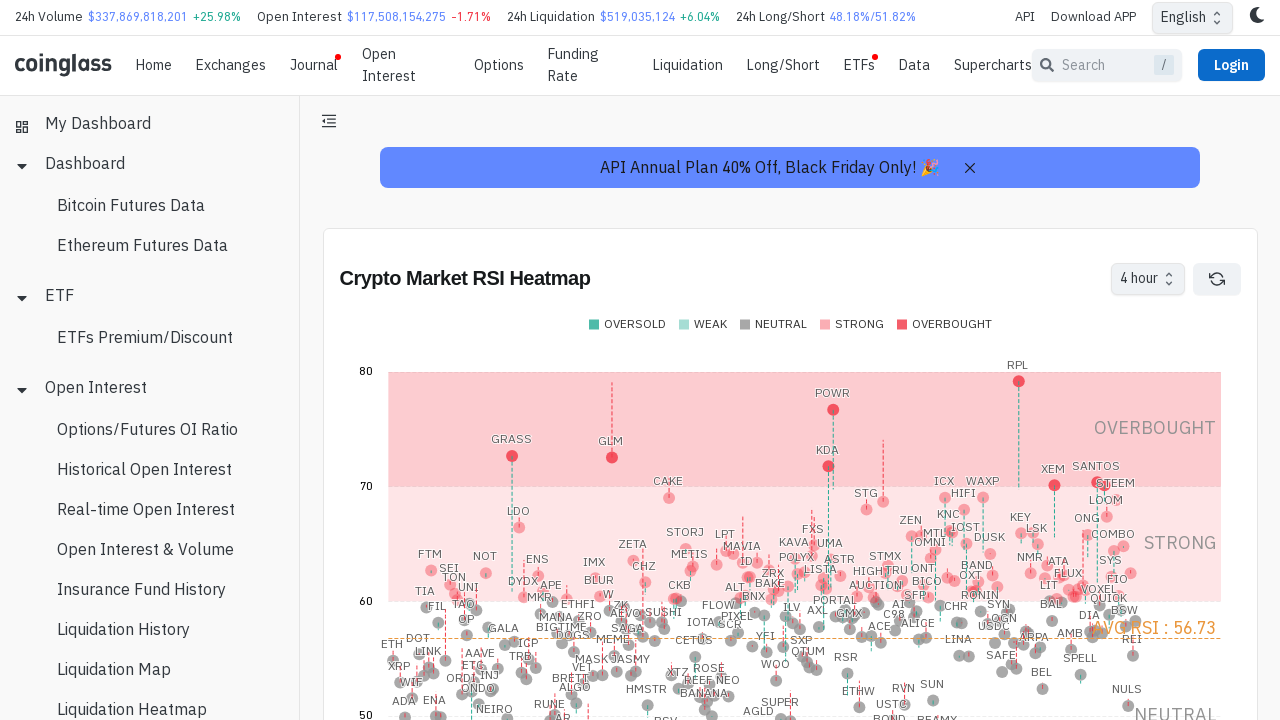 24h Volume $337,869,818,201 +25.98% Open Interest $117,508,154,275 -1.71% 24h Liquidation $519,035,124 +6.04% 24h Long/Short 48.18%/51.82% API Download APP English
coinglass Home Exchanges Journal Open Interest Options Funding Rate Liquidation Long/Short ETFs Data Supercharts Search / Login
My Dashboard
Dashboard
Bitcoin Futures Data
Ethereum Futures Data
ETF
ETFs Premium/Discount
Open Interest
Options/Futures OI Ratio
Historical Open Interest
Real-time Open Interest
Open Interest & Volume
Insurance Fund History
Liquidation History
Liquidation Map
Liquidation Heatmap
API Annual Plan 40% Off, Black Friday Only! 🎉
Crypto Market RSI Heatmap
4 hour
OVERSOLD WEAK NEUTRAL STRONG OVERBOUGHT
80
RPL
POWR
OVERBOUGHT
GRASS GLM
KDA
XEM SANTOS
70
CAKE ICX WAXP STEEM
STG HIFI LOOM
LDO KNC KEY ONG
ZEN IOST LSK
STORJ LPT FXS MTL DUSK COMBO
ZETA MAVIA KAVA UMA OMNI STRONG
FTM NOT ENS METIS POLYX ASTR STMX NMR
SEI IMX CHZ ID LISTA HIGH TRU ONT BAND IATA SYS
TON DYDX BLUR ZRX OXT FLUX FIO
UNI APE CKB ALT BAKE AUCTION BICO LIT VOXEL
TIA MKR W BNX SFP RONIN QUICK
60
FIL TAO ETHFI ZK FLOW ILV PORTAL AI CHR SYN BAL BSW
OP MANA ZRO AEVO SUSHI PIXEL AXL GMX C98 OGN DIA
GALA BIGTIME SAGA IOTA SCR ACE ALICE USDC AVG RSI : 56.73
ETH DOT ICP DOGS MEME CETUS YFI SXP LINA ARPA AMB REI
LINK AAVE TRB MASK JASMY WOO QTUM RSR SAFE SPELL
XRP ETC INJ XTZ ROSE BEL
WIF ORDI BRETT REEF NEO
ADA ENA ONDO ALGO HMSTR BANANA SUPER ETHW RVN SUN NULS
NEIRO RUNE AGLD USTC NEUTRAL
50